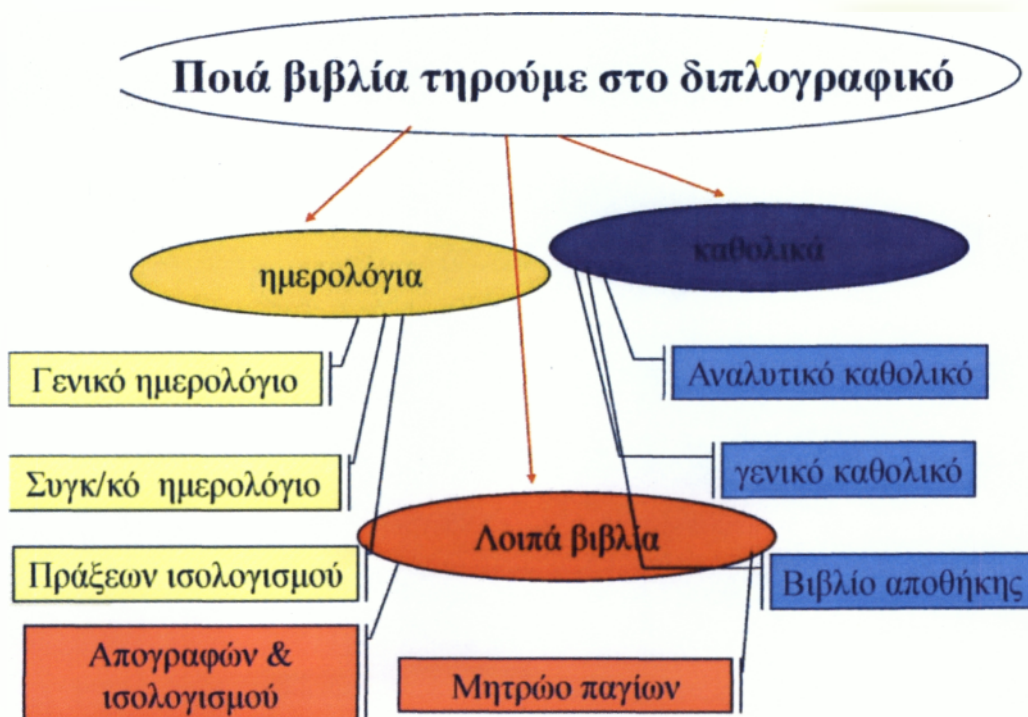 Ποιά βιβλία τηρούμε στο διπλογραφικό
ημερολόγια
καθολικά
Γενικό ημερολόγιο
Αναλυτικό καθολικό
Συγκ/κό ημερολόγιο
γενικό καθολικό
Λοιπά βιβλία
Πράξεων ισολογισμού
Βιβλίο αποθήκης
Απογραφών &
ισολογισμού
Μητρώο παγίων